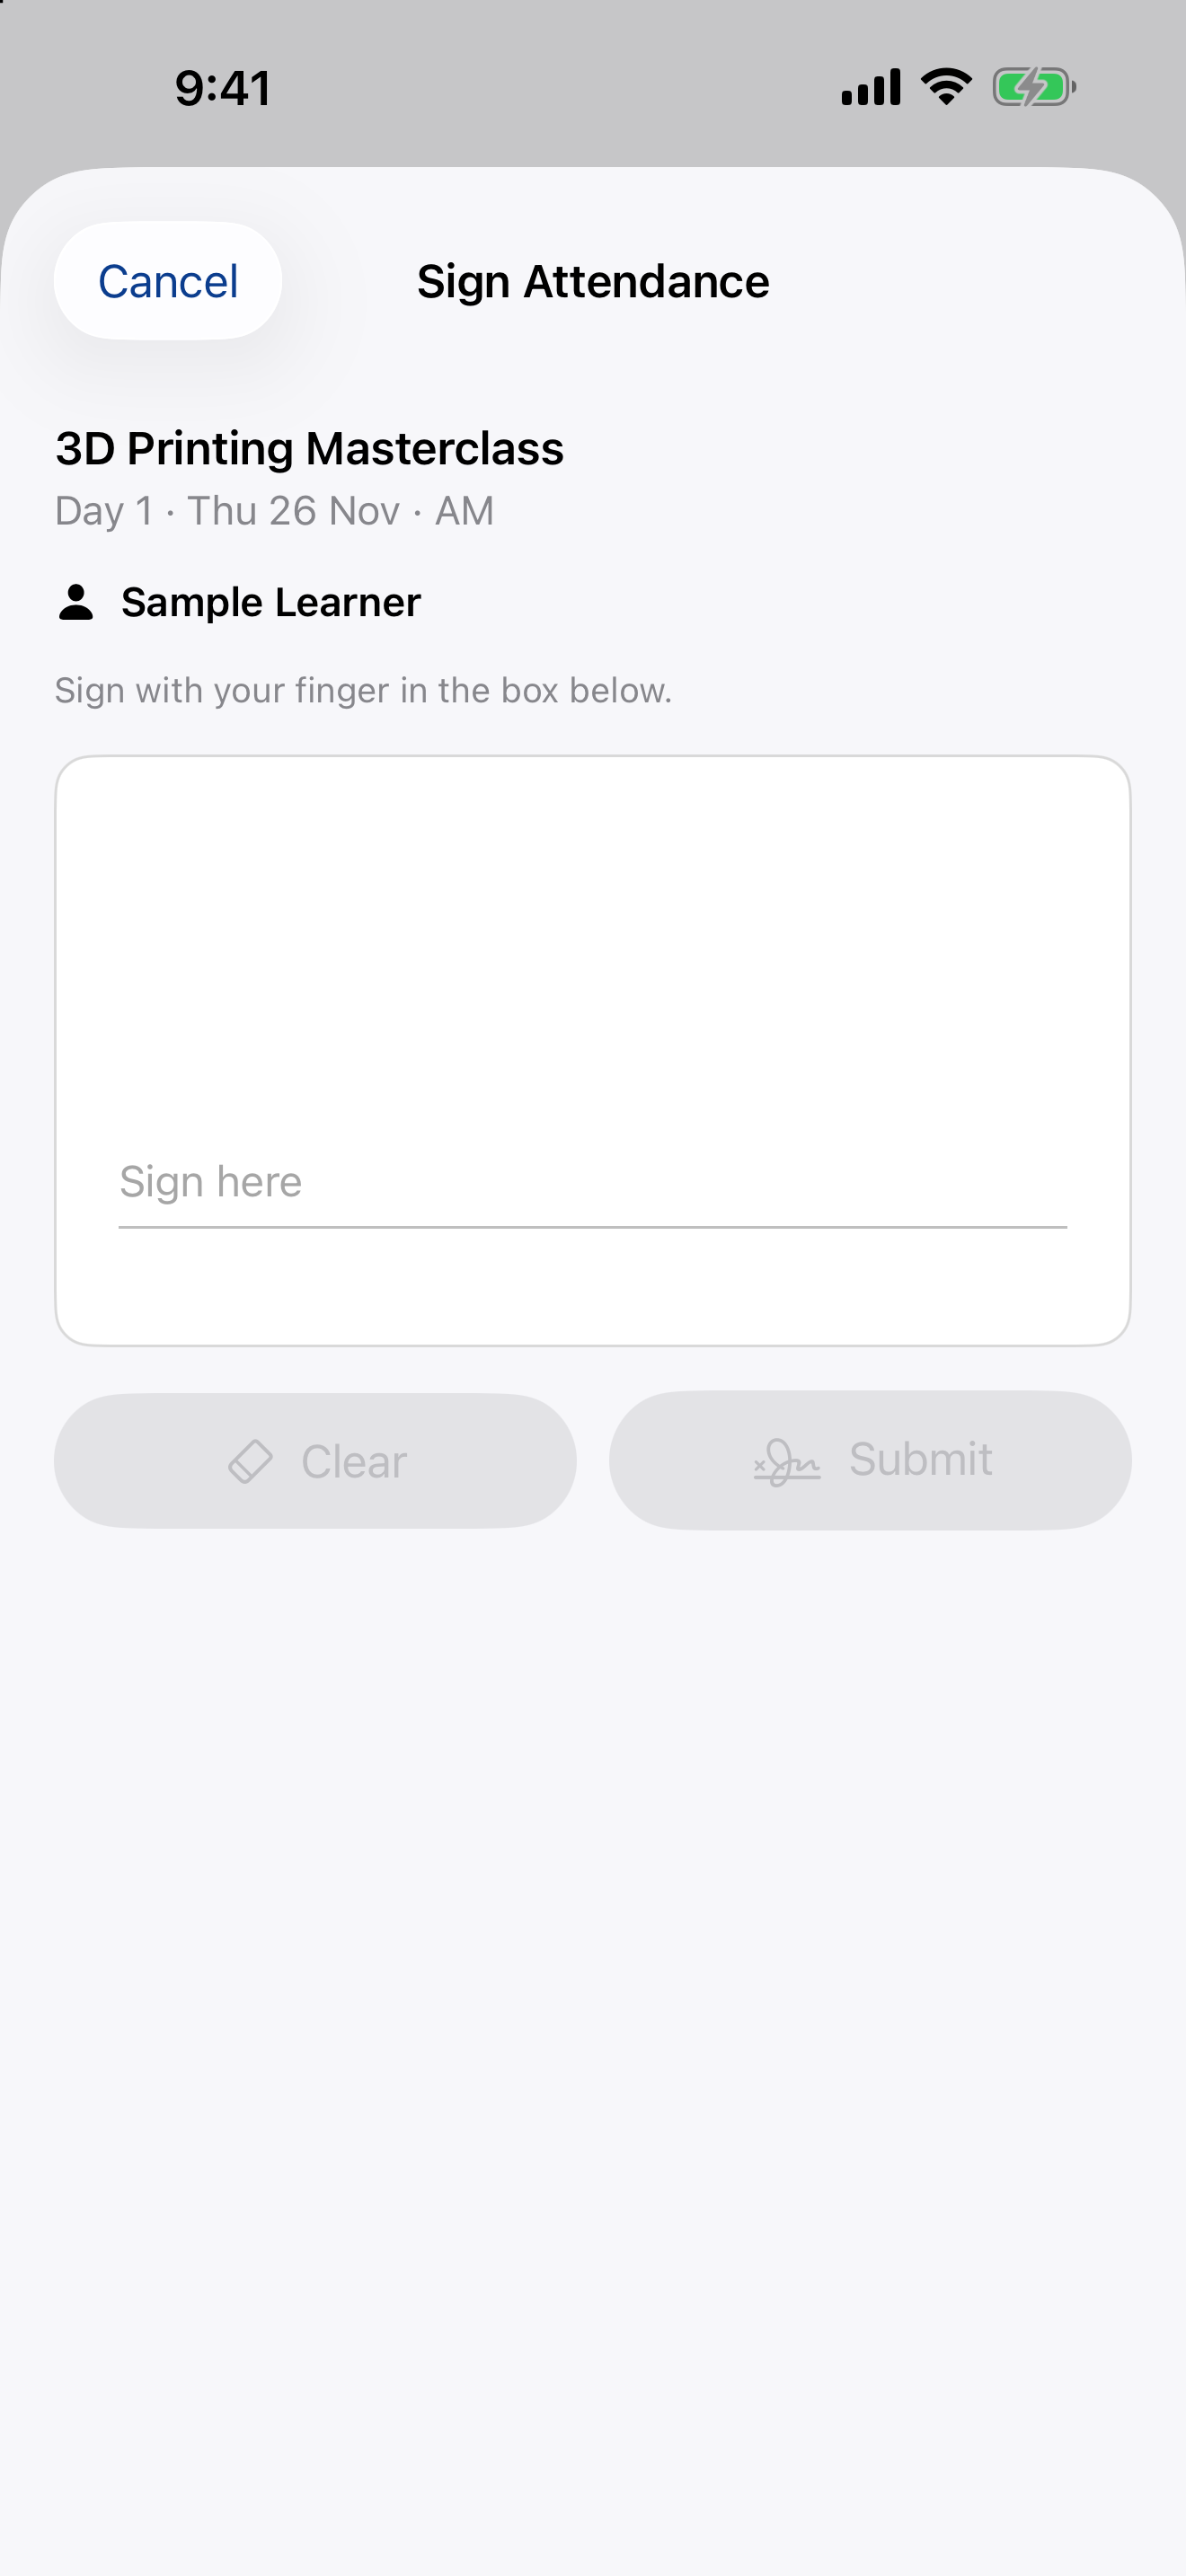 9:41
Cancel
Sign Attendance
3D Printing Masterclass
Day 1 · Thu 26 Nov · AM
Sample Learner
Sign with your finger in the box below.
Sign here
Clear
Submit